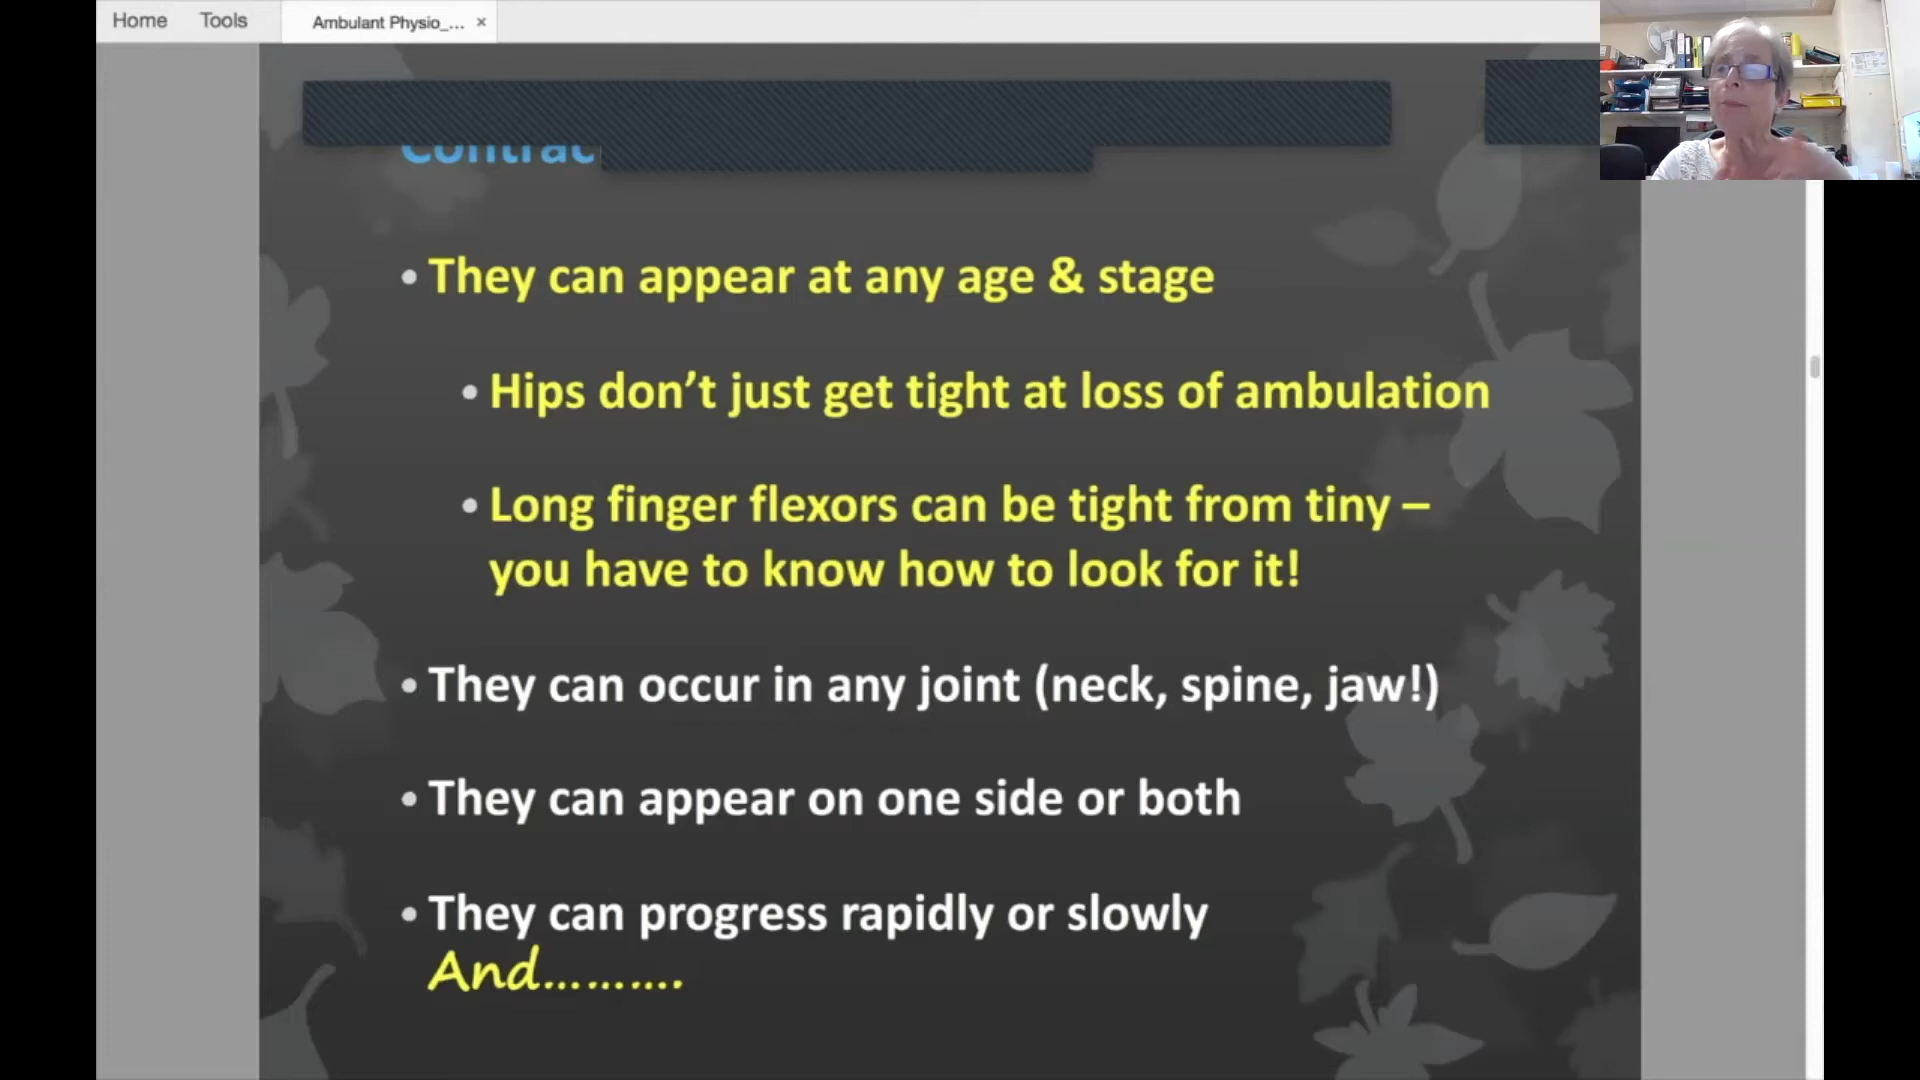 Home Tools Ambulant Physio_... ×
Contrac
• They can appear at any age & stage
• Hips don’t just get tight at loss of ambulation
• Long finger flexors can be tight from tiny –
you have to know how to look for it!
• They can occur in any joint (neck, spine, jaw!)
• They can appear on one side or both
• They can progress rapidly or slowly
And..........